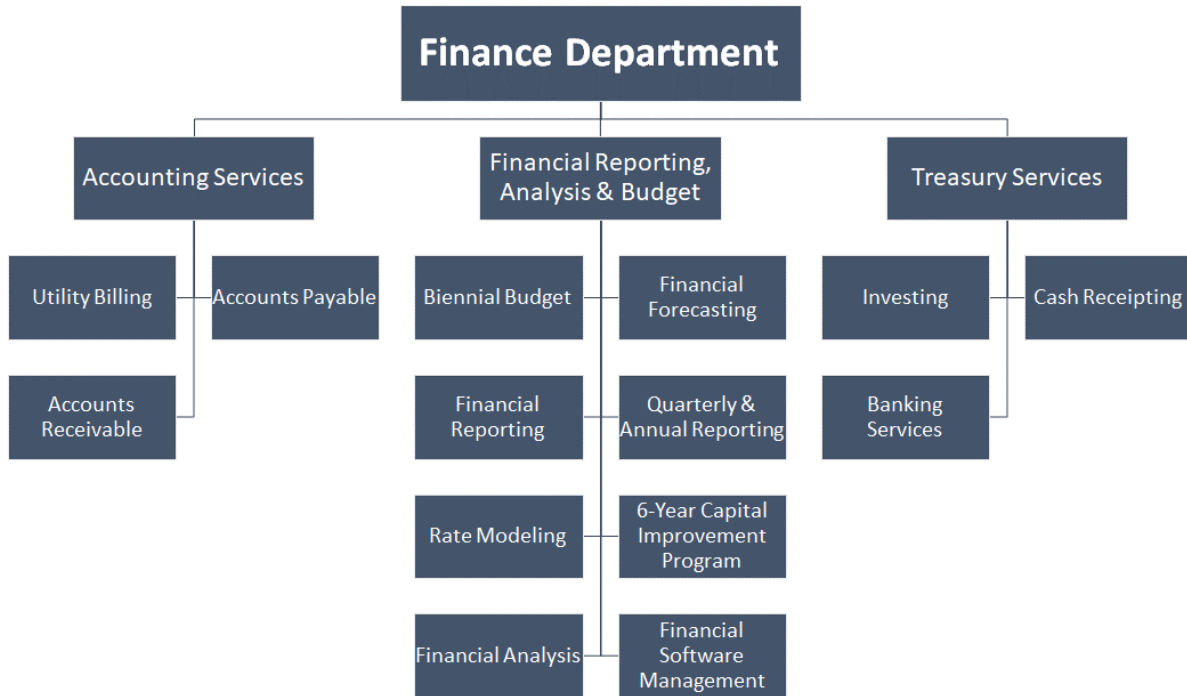 Finance Department
Accounting Services
Financial Reporting,
Analysis & Budget
Treasury Services
Utility Billing
Accounts Payable
Biennial Budget
Financial
Forecasting
Investing
Cash Receipting
Accounts
Receivable
Financial
Reporting
Quarterly &
Annual Reporting
Banking
Services
Rate Modeling
6-Year Capital
Improvement
Program
Financial Analysis
Financial
Software
Management